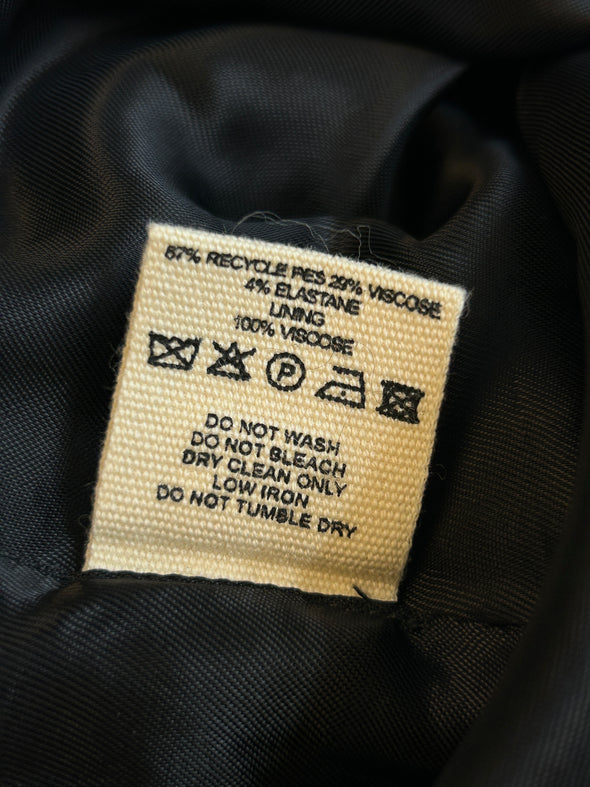 67% RECYCLE PES 29% VISCOSE
4% ELASTANE
LINING
100% VISCOSE
P
DO NOT WASH
DO NOT BLEACH
DRY CLEAN ONLY
LOW IRON
DO NOT TUMBLE DRY